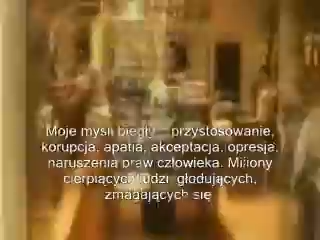 Moje myśli biegły... przystosowanie,
korupcja, apatia, akceptacja, opresja,
naruszenia praw człowieka. Miliony
cierpiących ludzi głodujących,
zmagających się